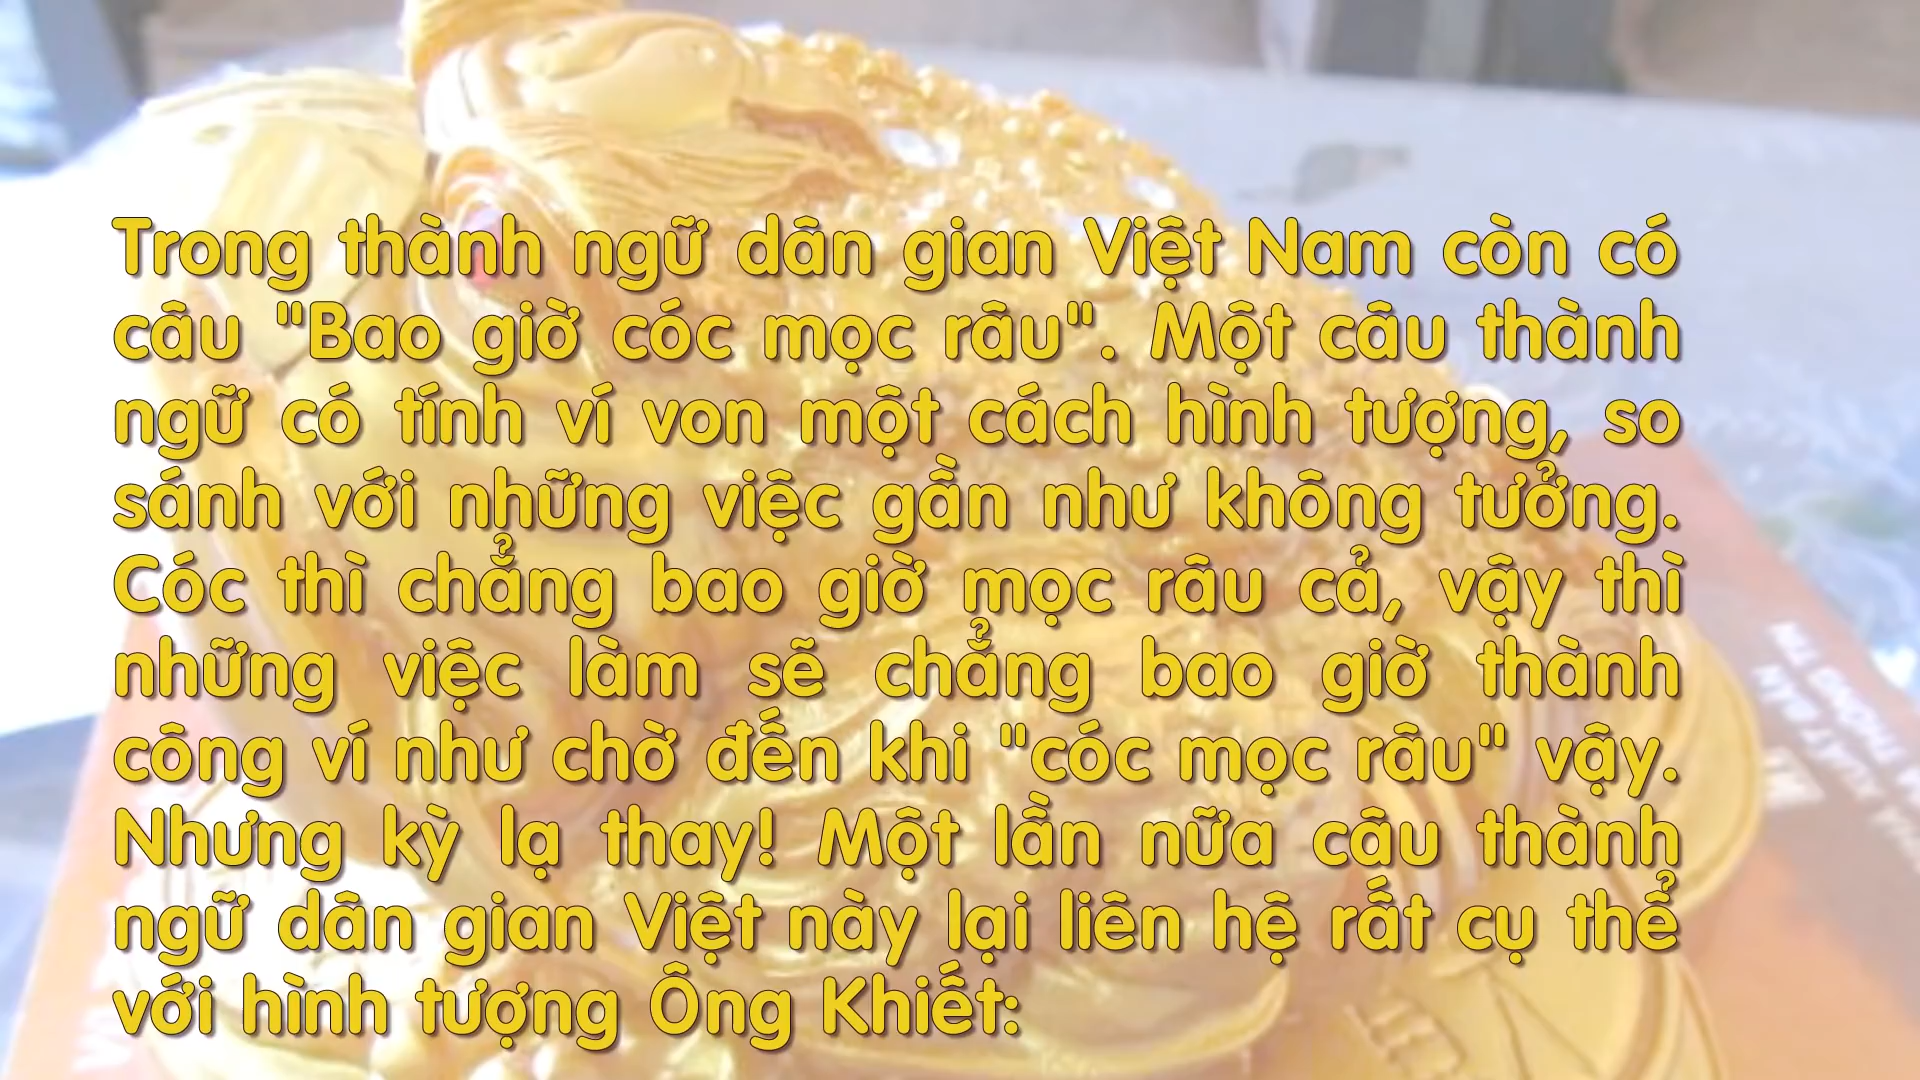 Trong thành ngữ dân gian Việt Nam còn có
câu "Bao giờ cóc mọc râu". Một câu thành
ngữ có tính ví von một cách hình tượng, so
sánh với những việc gần như không tưởng.
Cóc thì chẳng bao giờ mọc râu cả, vậy thì
những việc làm sẽ chẳng bao giờ thành
công ví như chờ đến khi "cóc mọc râu" vậy.
Nhưng kỳ lạ thay! Một lần nữa câu thành
ngữ dân gian Việt này lại liên hệ rất cụ thể
với hình tượng Ông Khiết: